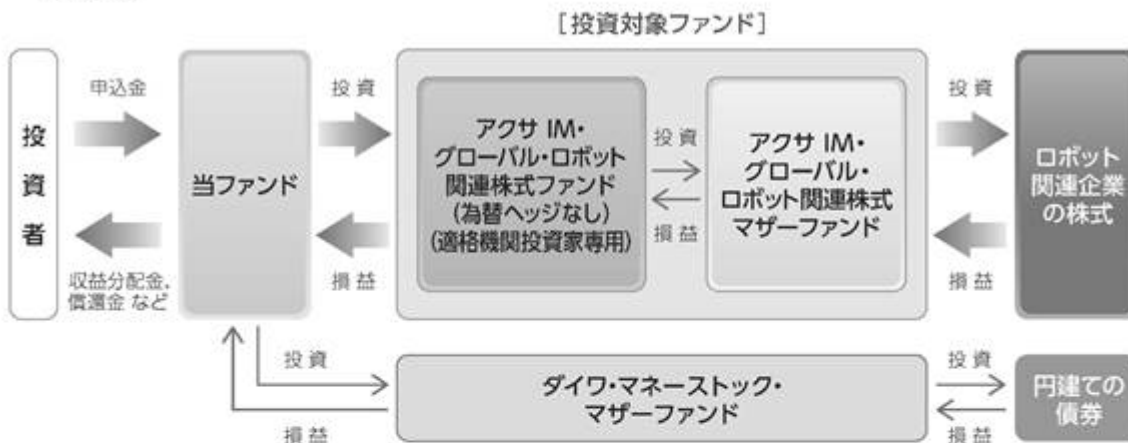 [投資対象ファンド]
投資者
申込金
収益分配金、
償還金 など
当ファンド
投資
損益
アクサ IM・
グローバル・ロボット
関連株式ファンド
(為替ヘッジなし)
(適格機関投資家専用)
投資
損益
アクサ IM・
グローバル・
ロボット関連株式
マザーファンド
投資
損益
ロボット
関連企業
の株式
投資
損益
ダイワ・マネーストック・
マザーファンド
投資
損益
円建ての
債券